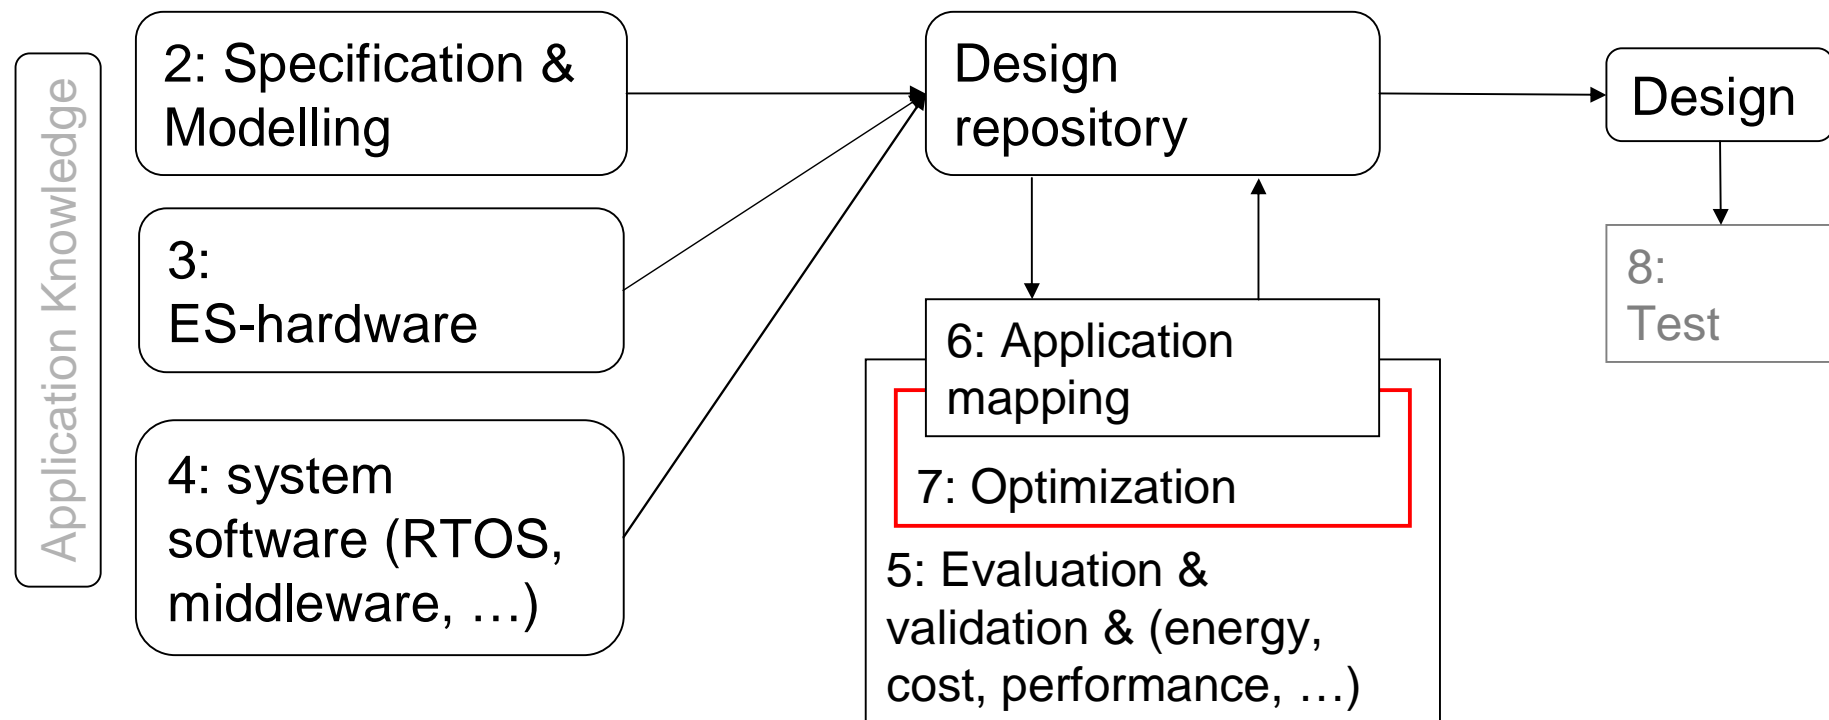 Application Knowledge
2: Specification &
Modelling
3:
ES-hardware
4: system
software (RTOS,
middleware, …)
Design
repository
6: Application
mapping
7: Optimization
5: Evaluation &
validation & (energy,
cost, performance, …)
Design
8:
Test